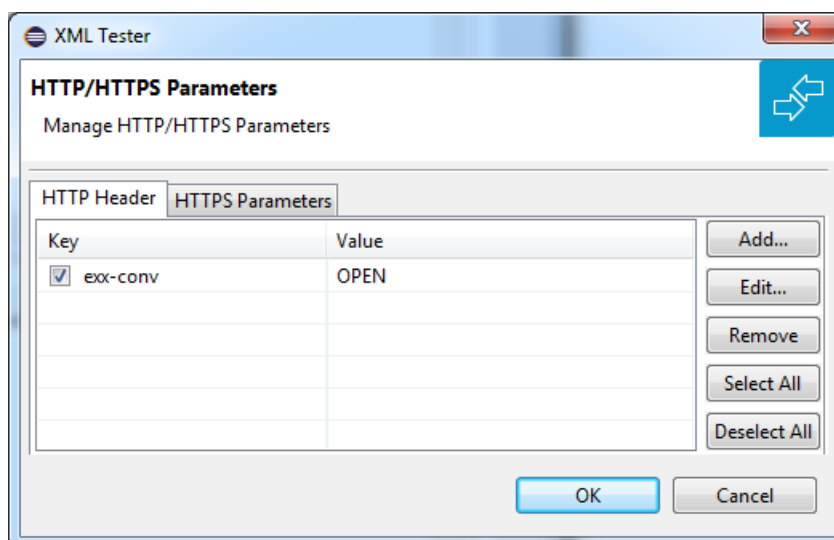 XML Tester
HTTP/HTTPS Parameters
Manage HTTP/HTTPS Parameters
HTTP Header HTTPS Parameters
Key Value
exx-conv OPEN
Add...
Edit...
Remove
Select All
Deselect All
OK Cancel